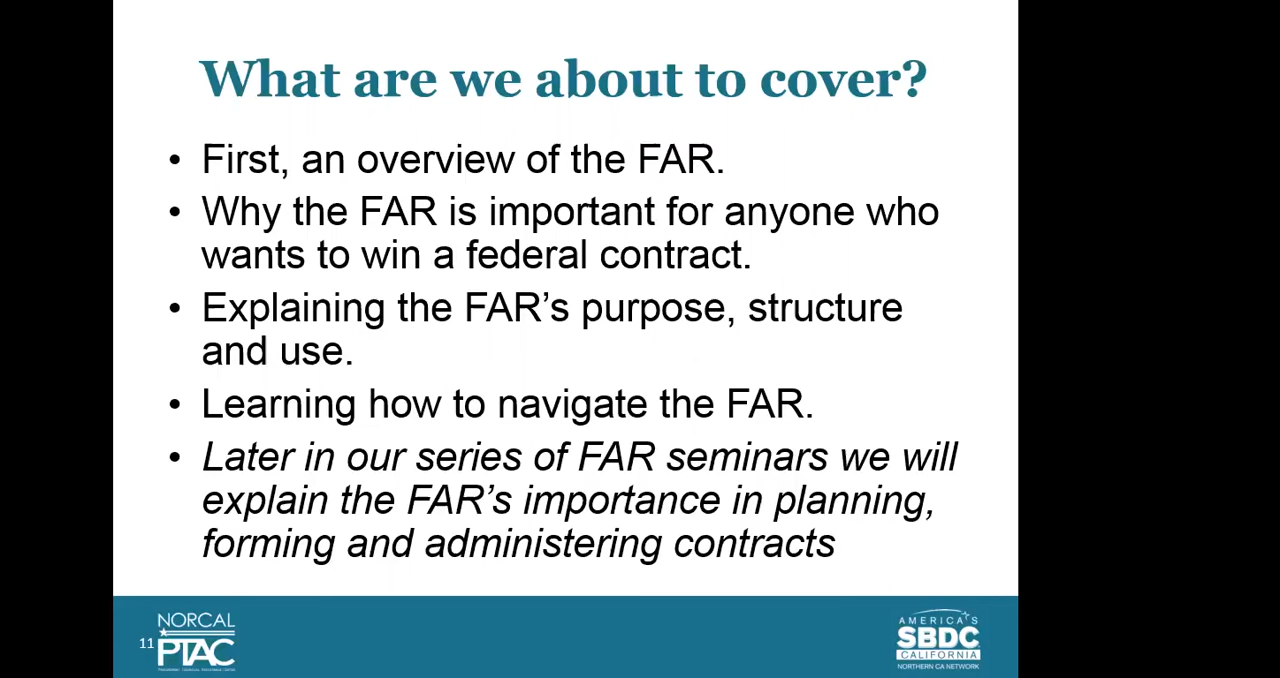 What are we about to cover?
• First, an overview of the FAR.
• Why the FAR is important for anyone who
wants to win a federal contract.
• Explaining the FAR’s purpose, structure
and use.
• Learning how to navigate the FAR.
• Later in our series of FAR seminars we will
explain the FAR’s importance in planning,
forming and administering contracts
11
NORCAL
PTAC
AMERICA'S
SBDC
CALIFORNIA
NORTHERN CA NETWORK